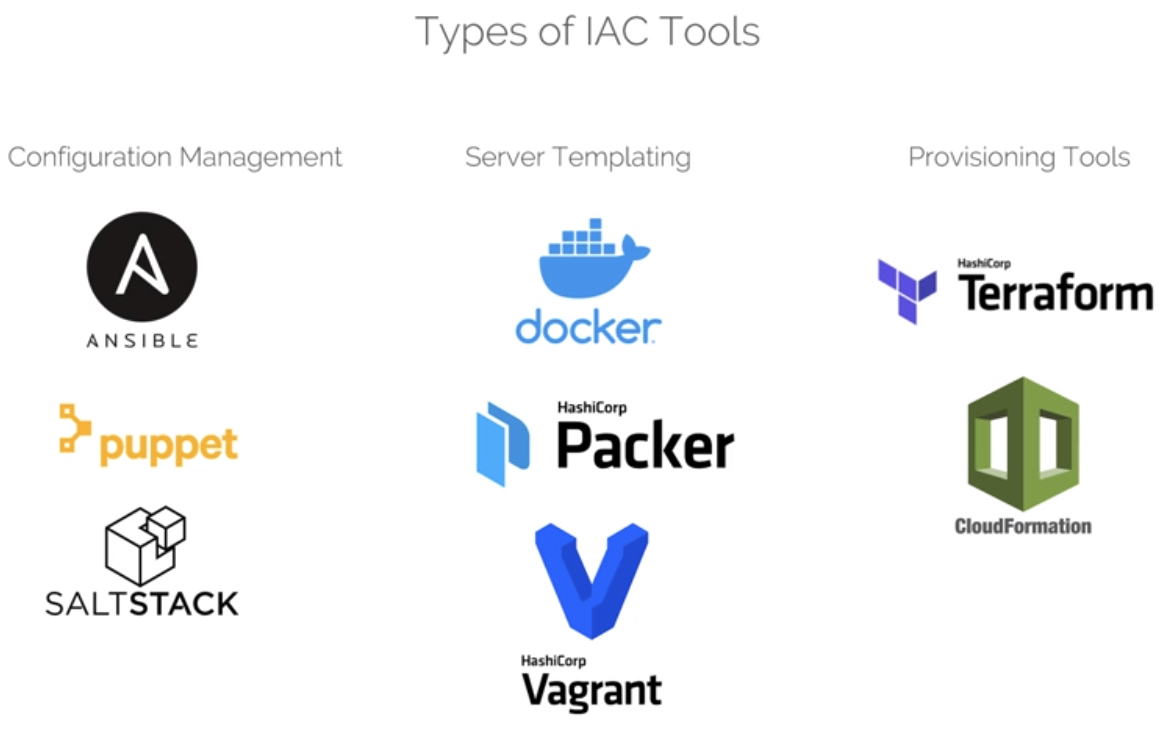 Types of IAC Tools
Configuration Management
Server Templating
Provisioning Tools
ANSIBLE
puppet
SALTSTACK
docker
HashiCorp
Packer
HashiCorp
Vagrant
HashiCorp
Terraform
CloudFormation